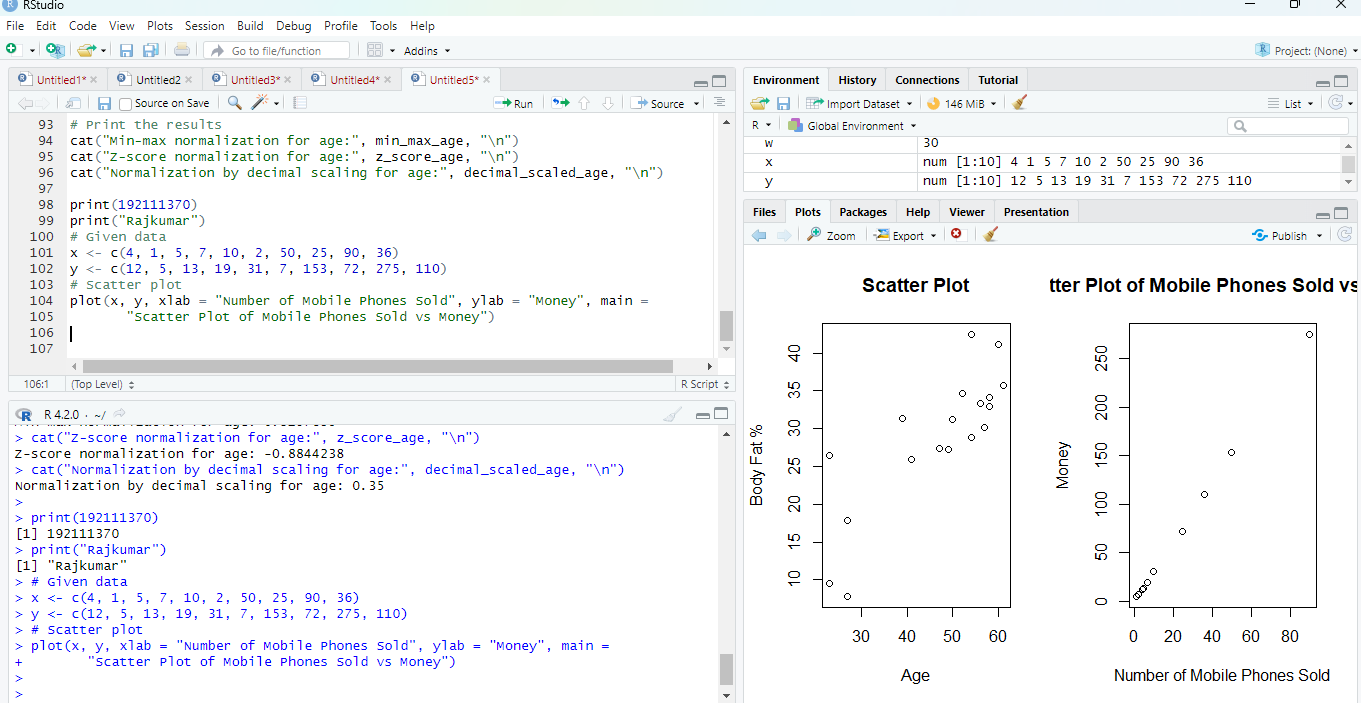 RStudio
File Edit Code View Plots Session Build Debug Profile Tools Help
Go to file/function Addins Project: (None)
Untitled1* Untitled2 Untitled3* Untitled4* Untitled5*
Source on Save Run Source
93 # Print the results
94 cat("Min-max normalization for age:", min_max_age, "\n")
95 cat("Z-score normalization for age:", z_score_age, "\n")
96 cat("Normalization by decimal scaling for age:", decimal_scaled_age, "\n")
97
98 print(192111370)
99 print("Rajkumar")
100 # Given data
101 x <- c(4, 1, 5, 7, 10, 2, 50, 25, 90, 36)
102 y <- c(12, 5, 13, 19, 31, 7, 153, 72, 275, 110)
103 # Scatter plot
104 plot(x, y, xlab = "Number of Mobile Phones Sold", ylab = "Money", main =
105 "Scatter Plot of Mobile Phones Sold vs Money")
106
107
106:1 (Top Level) R Script
R 4.2.0 · ~/
> cat("Z-score normalization for age:", z_score_age, "\n")
Z-score normalization for age: -0.8844238
> cat("Normalization by decimal scaling for age:", decimal_scaled_age, "\n")
Normalization by decimal scaling for age: 0.35
>
> print(192111370)
[1] 192111370
> print("Rajkumar")
[1] "Rajkumar"
> # Given data
> x <- c(4, 1, 5, 7, 10, 2, 50, 25, 90, 36)
> y <- c(12, 5, 13, 19, 31, 7, 153, 72, 275, 110)
> # Scatter plot
> plot(x, y, xlab = "Number of Mobile Phones Sold", ylab = "Money", main =
+ "Scatter Plot of Mobile Phones Sold vs Money")
>
>
Environment History Connections Tutorial
Import Dataset 146 MiB List
R Global Environment
w 30
x num [1:10] 4 1 5 7 10 2 50 25 90 36
y num [1:10] 12 5 13 19 31 7 153 72 275 110
Files Plots Packages Help Viewer Presentation
Zoom Export Publish
Scatter Plot
Body Fat %
40
35
30
25
20
15
10
30 40 50 60
Age
tter Plot of Mobile Phones Sold vs
Money
250
200
150
100
50
0
0 20 40 60 80
Number of Mobile Phones Sold